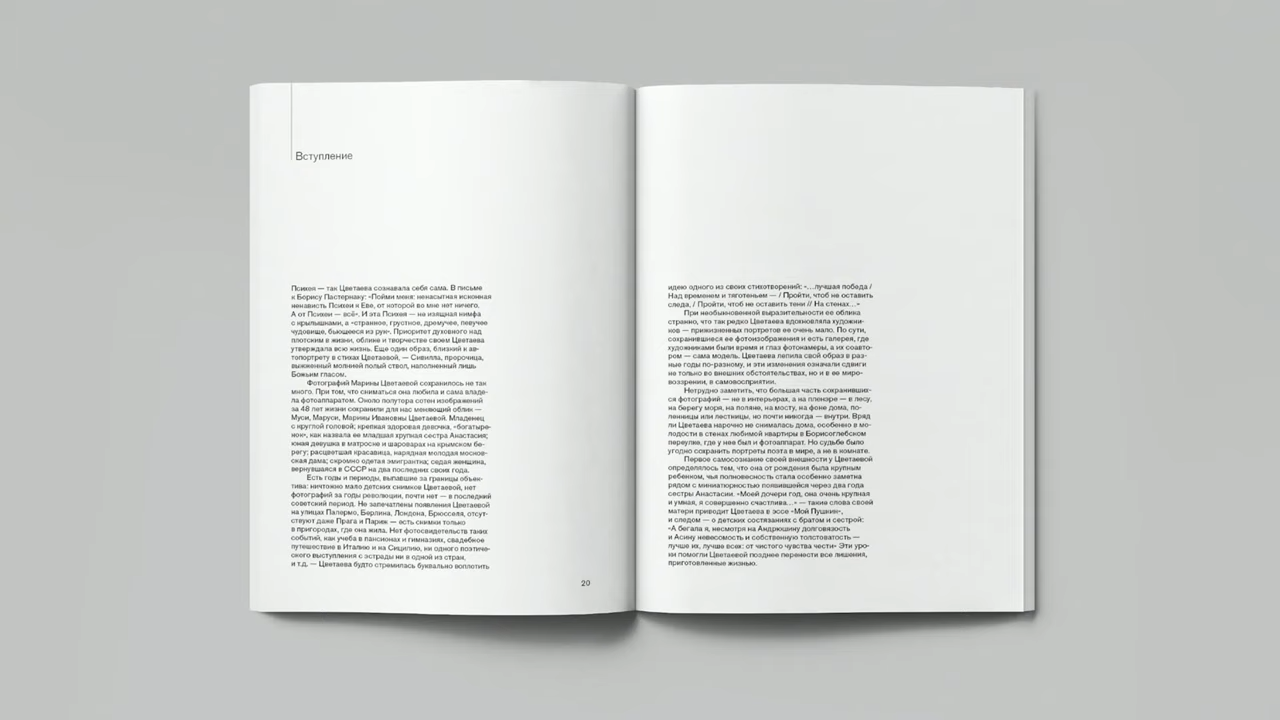 Вступление
Психея — так Цветаева сознавала себя сама. В письме
к Борису Пастернаку: «Пойми меня: ненасытная исконная
ненависть Психеи к Еве, от которой во мне нет ничего.
А от Психеи — всё». И эта Психея — не изящная нимфа
с крылышками, а «странное, грустное, дремучее, певучее
чудовище, бьющееся из рук». Приоритет духовного над
плотским в жизни, облике и творчестве своем Цветаева
утверждала всю жизнь. Еще один образ, близкий к ав-
топортрету в стихах Цветаевой, — Сивилла, пророчица,
выжженный молнией полый ствол, наполненный лишь
Божьим гласом.
Фотографий Марины Цветаевой сохранилось не так
много. При том, что сниматься она любила и сама владе-
ла фотоаппаратом. Около полутора сотен изображений
за 48 лет жизни сохранили для нас меняющий облик —
Муси, Маруси, Марины Ивановны Цветаевой. Младенец
с круглой головой; крепкая здоровая девочка, «богатыре-
нок», как назвала ее младшая хрупкая сестра Анастасия;
юная девушка в матроске и шароварах на крымском бе-
регу; расцветшая красавица, нарядная молодая москов-
ская дама; скромно одетая эмигрантка; седая женщина,
вернувшаяся в СССР на два последних своих года.
Есть годы и периоды, выпавшие за границы объек-
тива: ничтожно мало детских снимков Цветаевой, нет
фотографий за годы революции, почти нет — в последний
советский период. Не запечатлены появления Цветаевой
на улицах Палермо, Берлина, Лондона, Брюсселя, отсут-
ствуют даже Прага и Париж — есть снимки только
в пригородах, где она жила. Нет фотосвидетельств таких
событий, как учеба в пансионах и гимназиях, свадебное
путешествие в Италию и на Сицилию, ни одного поэтиче-
ского выступления с эстрады ни в одной из стран,
и т.д. — Цветаева будто стремилась буквально воплотить
20
идею одного из своих стихотворений: «...лучшая победа /
Над временем и тяготеньем — / Пройти, чтоб не оставить
следа, / Пройти, чтоб не оставить тени // На стенах...»
При необыкновенной выразительности ее облика
странно, что так редко Цветаева вдохновляла художни-
ков — прижизненных портретов ее очень мало. По сути,
сохранившиеся ее фотоизображения и есть галерея, где
художниками были время и глаз фотокамеры, а их соавто-
ром — сама модель. Цветаева лепила свой образ в раз-
ные годы по-разному, и эти изменения означали сдвиги
не только во внешних обстоятельствах, но и в ее миро-
воззрении, в самовосприятии.
Нетрудно заметить, что большая часть сохранивших-
ся фотографий — не в интерьерах, а на пленэре — в лесу,
на берегу моря, на поляне, на мосту, на фоне дома, по-
ленницы или лестницы, но почти никогда — внутри. Вряд
ли Цветаева нарочно не снималась дома, особенно в мо-
лодости в стенах любимой квартиры в Борисоглебском
переулке, где у нее был и фотоаппарат. Но судьбе было
угодно сохранить портреты поэта в мире, а не в комнате.
Первое самосознание своей внешности у Цветаевой
определялось тем, что она от рождения была крупным
ребенком, чья полновесность стала особенно заметна
рядом с миниатюрностью появившейся через два года
сестры Анастасии. «Моей дочери год, она очень крупная
и умная, я совершенно счастлива...» — такие слова своей
матери приводит Цветаева в эссе «Мой Пушкин»,
и следом — о детских состязаниях с братом и сестрой:
«А бегала я, несмотря на Андрюшину долговязость
и Асину невесомость и собственную толстоватость —
лучше их, лучше всех: от чистого чувства чести» Эти уро-
ки помогли Цветаевой позднее перенести все лишения,
приготовленные жизнью.